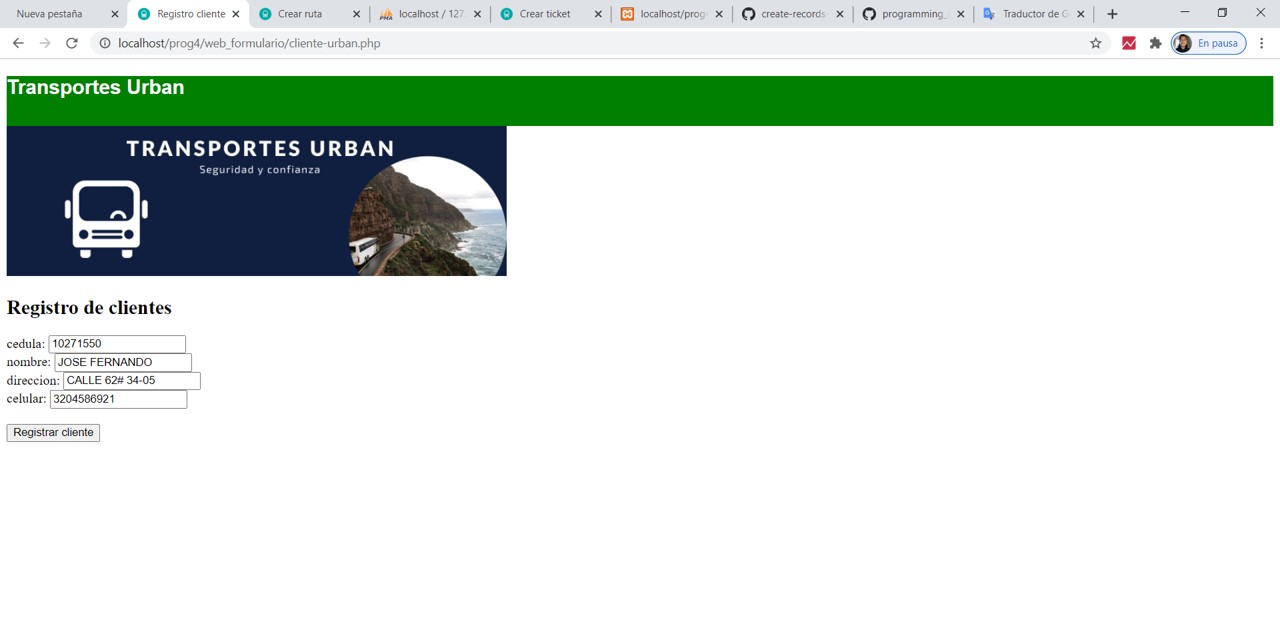 Nueva pestaña
Registro cliente
Crear ruta
localhost / 127.
Crear ticket
localhost/prog
create-records
programming_
Traductor de G
localhost/prog4/web_formulario/cliente-urban.php
En pausa
Transportes Urban
TRANSPORTES URBAN
Seguridad y confianza
Registro de clientes
cedula: 10271550
nombre: JOSE FERNANDO
direccion: CALLE 62# 34-05
celular: 3204586921
Registrar cliente